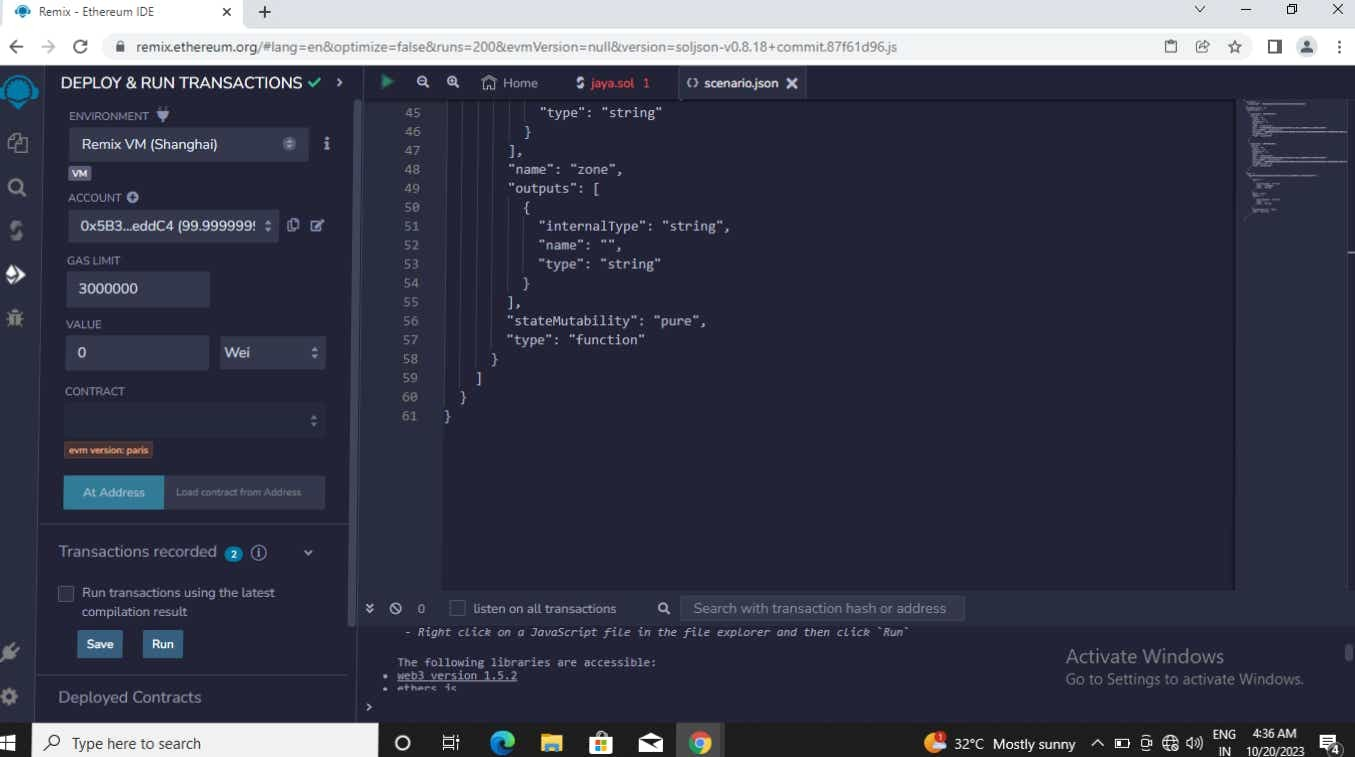 Remix - Ethereum IDE
remix.ethereum.org/#lang=en&optimize=false&runs=200&evmVersion=null&version=soljson-v0.8.18+commit.87f61d96.js
DEPLOY & RUN TRANSACTIONS
Home
jaya.sol 1
scenario.json
ENVIRONMENT
Remix VM (Shanghai)
VM
ACCOUNT
0x5B3...eddC4 (99.9999999
GAS LIMIT
3000000
VALUE
0
Wei
CONTRACT
evm version: paris
At Address
Load contract from Address
Transactions recorded 2
Run transactions using the latest
compilation result
Save
Run
Deployed Contracts
45 "type": "string"
46 }
47 ],
48 "name": "zone",
49 "outputs": [
50 {
51 "internalType": "string",
52 "name": "",
53 "type": "string"
54 }
55 ],
56 "stateMutability": "pure",
57 "type": "function"
58 }
59 ]
60 }
61 }
0
listen on all transactions
Search with transaction hash or address
- Right click on a JavaScript file in the file explorer and then click `Run`
The following libraries are accessible:
• web3 version 1.5.2
• ethers.js
>
Activate Windows
Go to Settings to activate Windows.
Type here to search
1
32°C Mostly sunny
ENG
IN
4:36 AM
10/20/2023
4